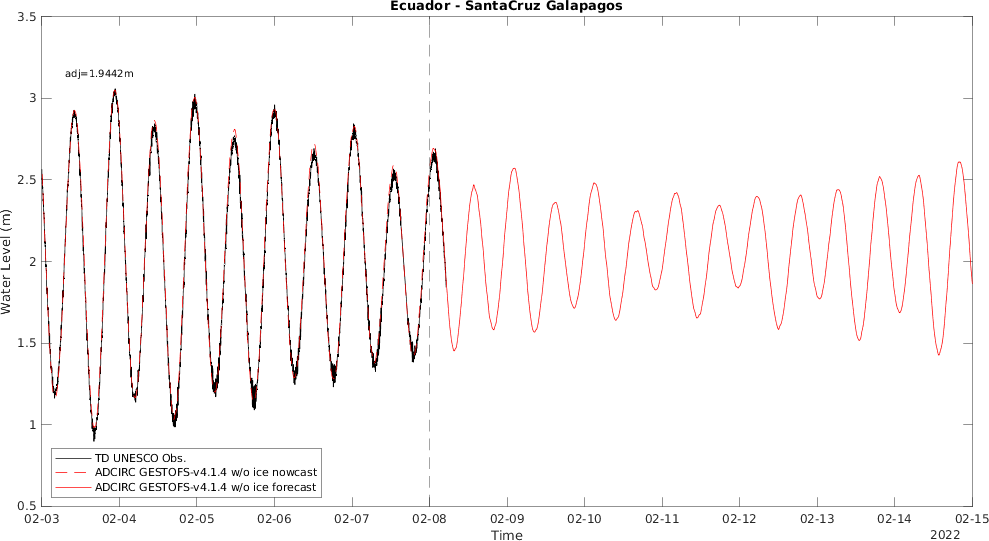 Ecuador - SantaCruz Galapagos
3.5
adj=1.9442m
3
2.5
2
1.5
1
0.5
Water Level (m)
TD UNESCO Obs.
ADCIRC GESTOFS-v4.1.4 w/o ice nowcast
ADCIRC GESTOFS-v4.1.4 w/o ice forecast
02-03 02-04 02-05 02-06 02-07 02-08 02-09 02-10 02-11 02-12 02-13 02-14 02-15
Time
2022